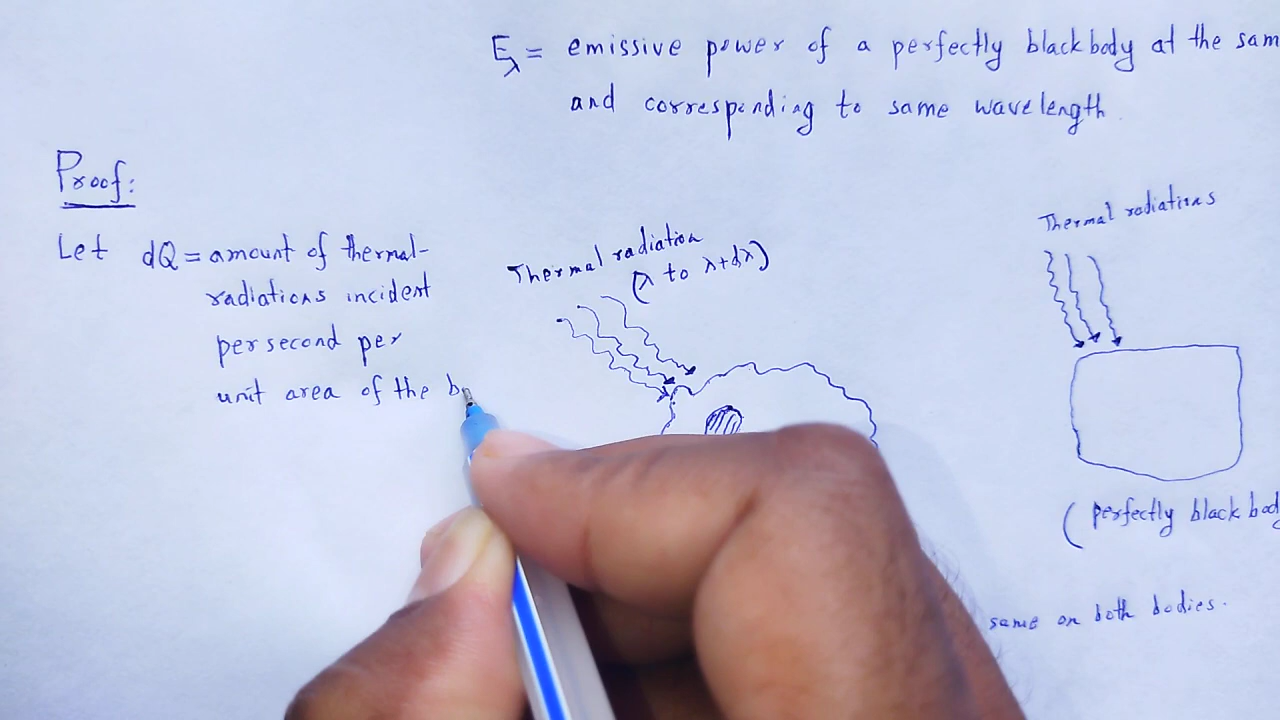 E_λ = emissive power of a perfectly blackbody at the sam
and corresponding to same wavelength.
Proof:
Let dQ = amount of thermal-
radiations incident
per second per
unit area of the b
Thermal radiation
(λ to λ+dλ)
Thermal radiations
(perfectly black bod
same on both bodies.